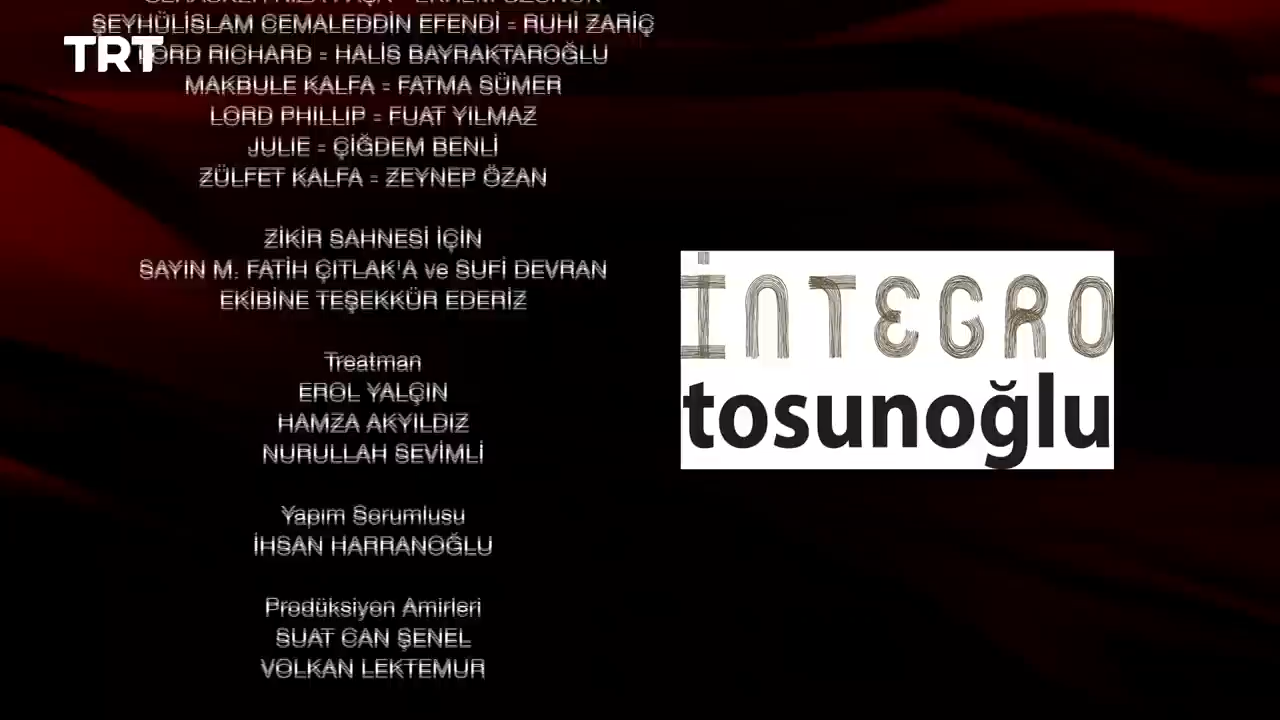 ŞEYHÜLİSLAM CEMALEDDİN EFENDİ - RUHİ ZARİÇ
TRT
LORD RICHARD - HALİS BAYRAKTAROĞLU
MAKBULE KALFA - FATMA SÜMER
LORD PHILLIP - FUAT YILMAZ
JULIE - ÇİĞDEM BENLİ
ZÜLFET KALFA - ZEYNEP ÖZAN
ZİKİR SAHNESİ İÇİN
SAYIN M. FATİH ÇITLAK'A ve SUFİ DEVRAN
EKİBİNE TEŞEKKÜR EDERİZ
Treatman
EROL YALÇIN
HAMZA AKYILDIZ
NURULLAH SEVİMLİ
Yapım Sorumlusu
İHSAN HARRANOĞLU
Prodüksiyon Amirleri
SUAT CAN ŞENEL
VOLKAN LEKTEMUR
İNTEGRO
tosunoğlu